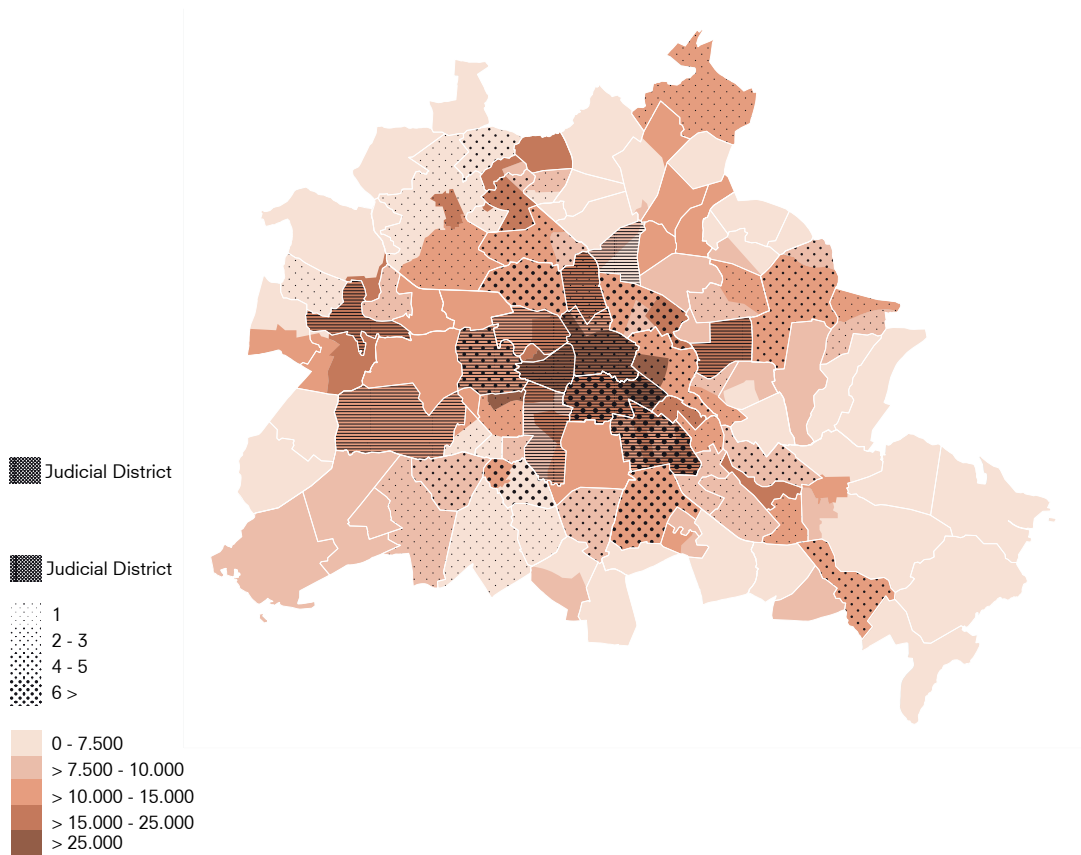 Judicial District
Judicial District
1
2 - 3
4 - 5
6 >
0 - 7.500
> 7.500 - 10.000
> 10.000 - 15.000
> 15.000 - 25.000
> 25.000